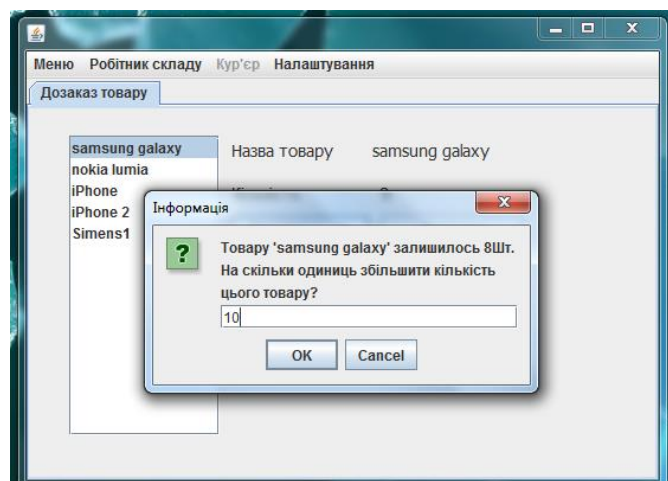 Меню Робітник складу Кур'єр Налаштування
Дозаказ товару
samsung galaxy
nokia lumia
iPhone
iPhone 2
Simens1
Назва товару samsung galaxy
Інформація
Товару 'samsung galaxy' залишилось 8Шт.
На скільки одиниць збільшити кількість
цього товару?
10
OK Cancel